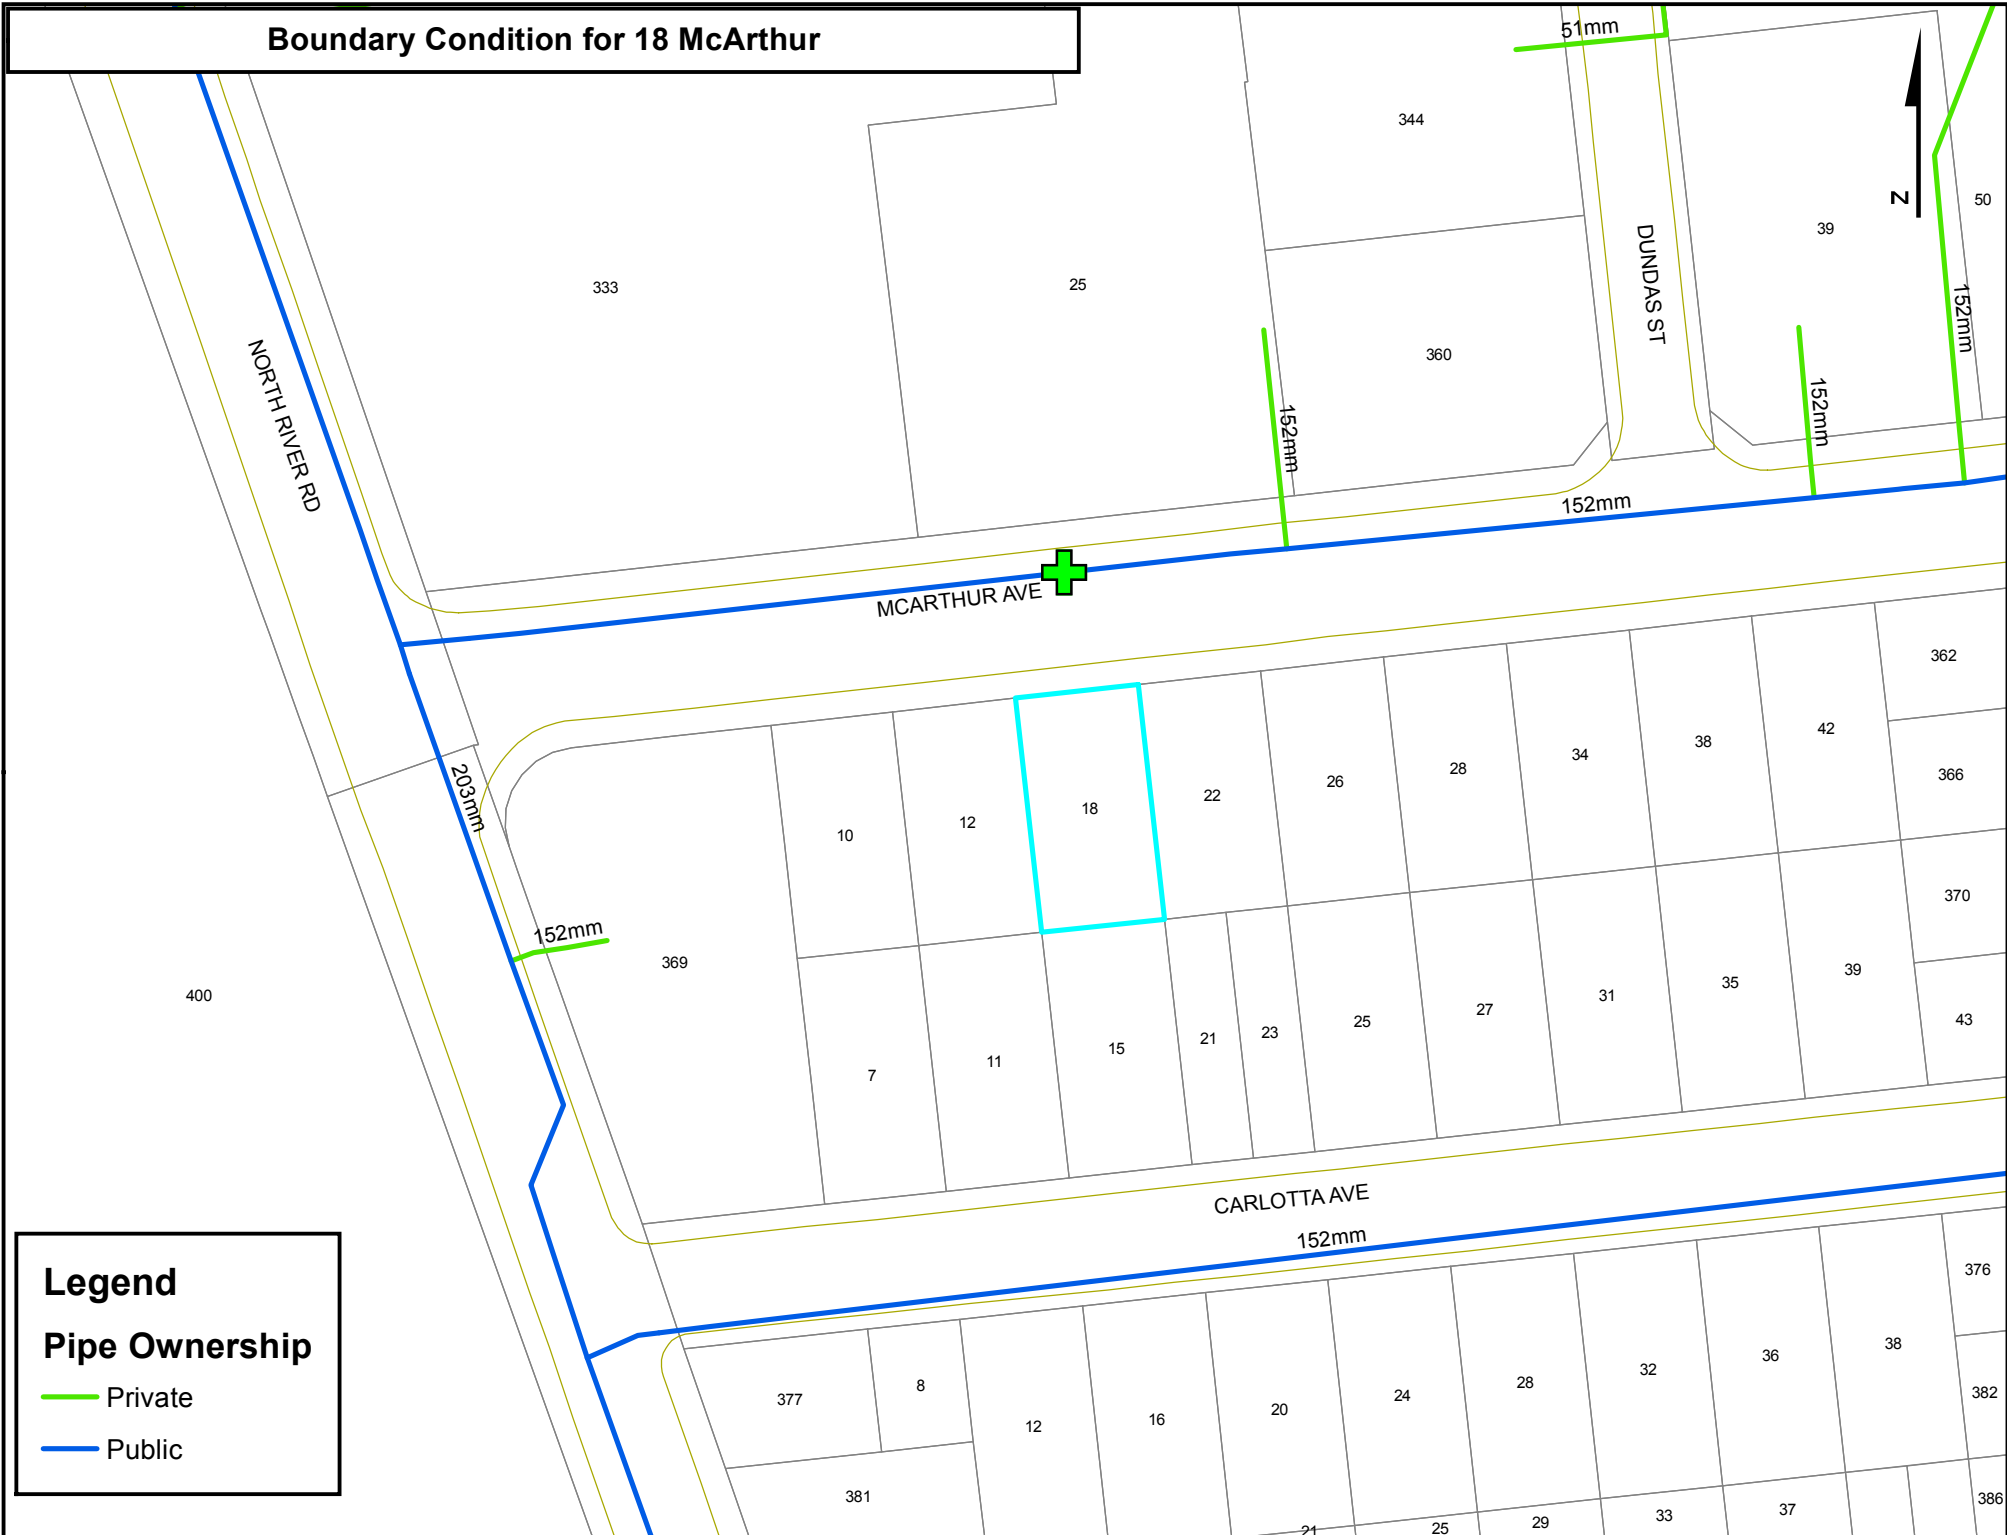 Boundary Condition for 18 McArthur
51mm
344
N
50
39
DUNDAS ST
333
25
152mm
NORTH RIVER RD
360
152mm
152mm
152mm
MCARTHUR AVE
362
42
38
34
28
26
22
18
12
10
366
203mm
370
152mm
369
400
39
35
31
27
25
23
21
15
11
7
43
CARLOTTA AVE
152mm
Legend
Pipe Ownership
Private
Public
376
38
36
32
28
24
20
16
12
8
377
382
381
386
37
33
29
25
21